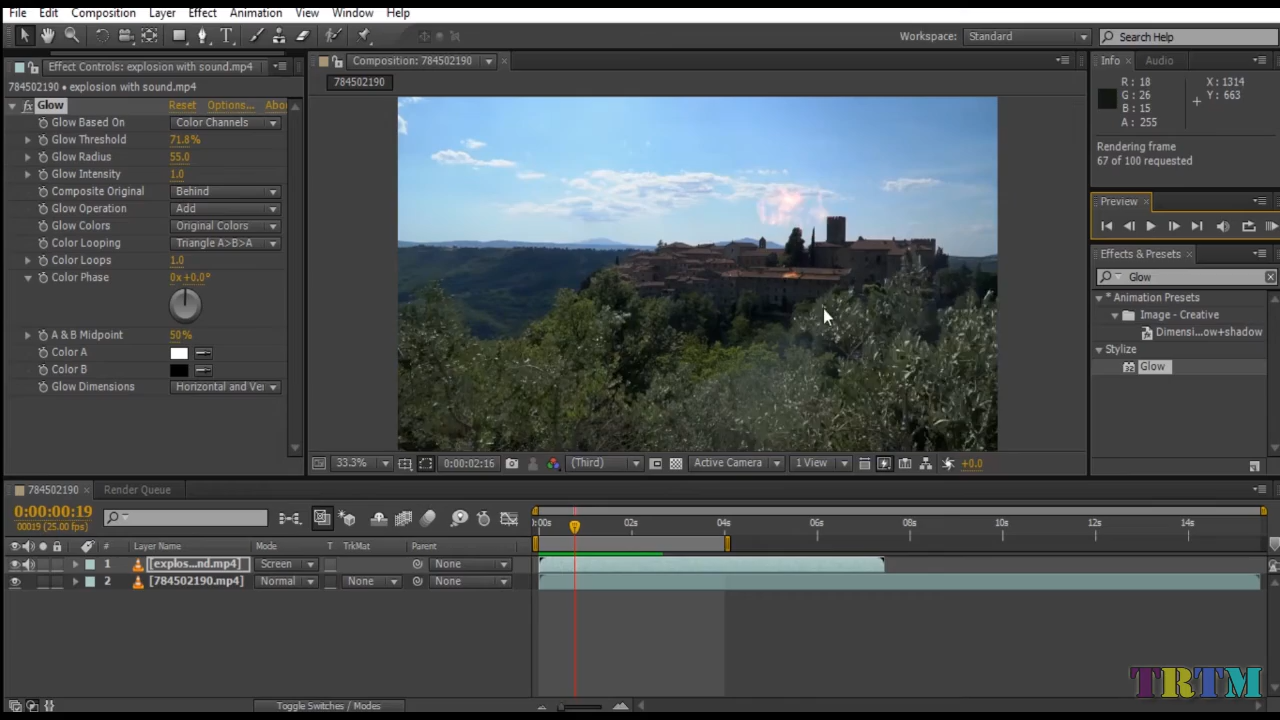 File Edit Composition Layer Effect Animation View Window Help
Workspace: Standard Search Help
Effect Controls: explosion with sound.mp4
784502190 • explosion with sound.mp4
fx Glow Reset Options... Abo
Glow Based On Color Channels
Glow Threshold 71.8%
Glow Radius 55.0
Glow Intensity 1.0
Composite Original Behind
Glow Operation Add
Glow Colors Original Colors
Color Looping Triangle A>B>A
Color Loops 1.0
Color Phase 0x+0.0°
A & B Midpoint 50%
Color A
Color B
Glow Dimensions Horizontal and Ver
Composition: 784502190
784502190
33.3% 0:00:02:16 (Third) Active Camera 1 View +0.0
Info Audio
R: 18 X: 1314
G: 26 Y: 663
B: 15
A: 255
Rendering frame
67 of 100 requested
Preview
Effects & Presets
Glow
* Animation Presets
Image - Creative
Dimensi...ow+shadow
Stylize
32 Glow
784502190 Render Queue
0:00:00:19
00019 (25.00 fps)
:00s 02s 04s 06s 08s 10s 12s 14s
# Layer Name Mode T TrkMat Parent
1 [explos...nd.mp4] Screen None
2 [784502190.mp4] Normal None None
Toggle Switches / Modes
TRTM